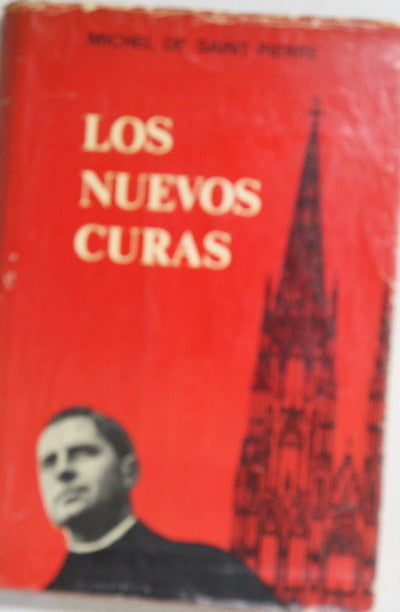 MICHEL DE SAINT PIERRE
LOS
NUEVOS
CURAS